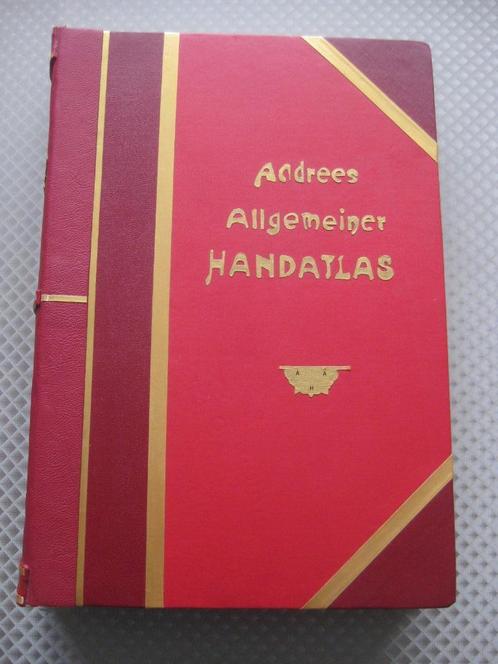 Andrees
Allgemeiner
HANDATLAS
A A
H